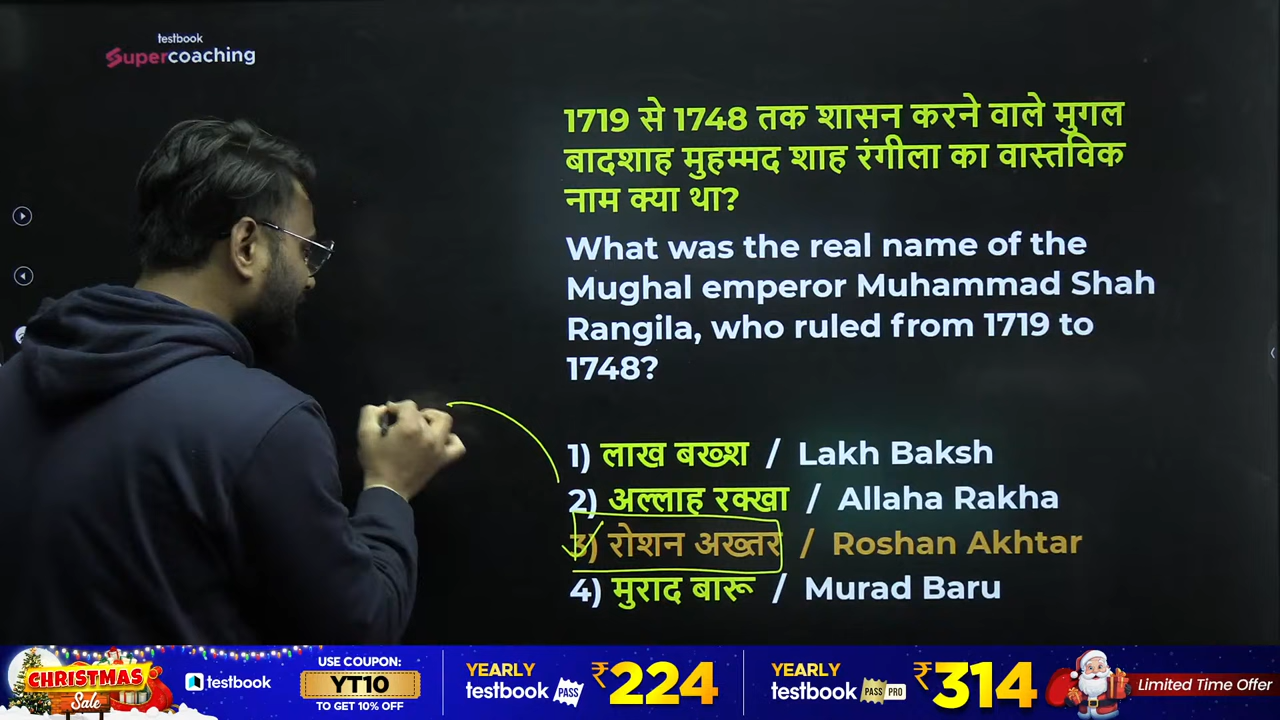 testbook
Supercoaching
1719 से 1748 तक शासन करने वाले मुगल
बादशाह मुहम्मद शाह रंगीला का वास्तविक
नाम क्या था?
What was the real name of the
Mughal emperor Muhammad Shah
Rangila, who ruled from 1719 to
1748?
1) लाख बख्श / Lakh Baksh
2) अल्लाह रक्खा / Allaha Rakha
3) रोशन अख्तर / Roshan Akhtar
4) मुराद बारू / Murad Baru
CHRISTMAS
Sale
testbook
USE COUPON:
YT10
TO GET 10% OFF
YEARLY
testbook PASS
₹224
YEARLY
testbook PASS PRO
₹314
Limited Time Offer